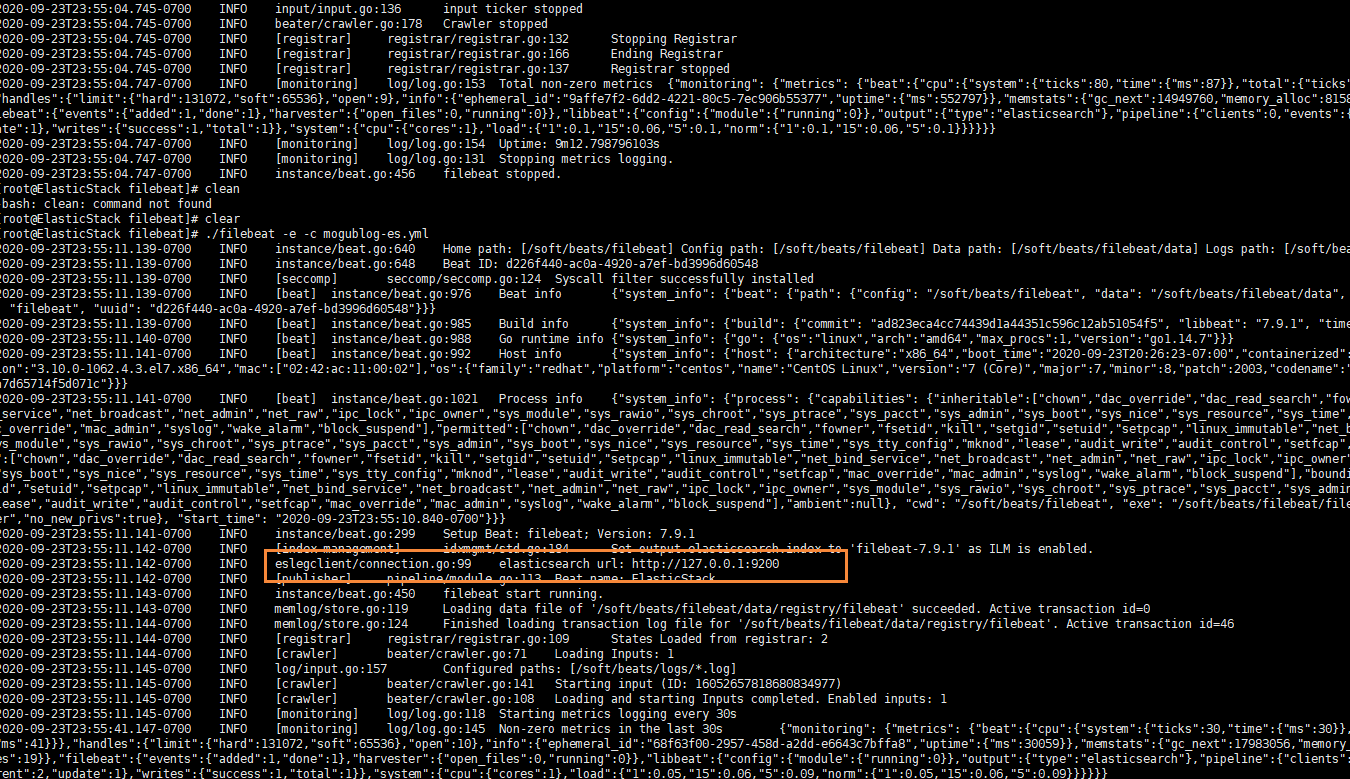 2020-09-23T23:55:04.745-0700    INFO    input/input.go:136      input ticker stopped
2020-09-23T23:55:04.745-0700    INFO    beater/crawler.go:178   Crawler stopped
2020-09-23T23:55:04.745-0700    INFO    [registrar]     registrar/registrar.go:132      Stopping Registrar
2020-09-23T23:55:04.745-0700    INFO    [registrar]     registrar/registrar.go:166      Ending Registrar
2020-09-23T23:55:04.745-0700    INFO    [registrar]     registrar/registrar.go:137      Registrar stopped
2020-09-23T23:55:04.747-0700    INFO    [monitoring]    log/log.go:153  Total non-zero metrics  {"monitoring": {"metrics": {"beat":{"cpu":{"system":{"ticks":80,"time":{"ms":87}},"total":{"ticks"
"handles":{"limit":{"hard":131072,"soft":65536},"open":9},"info":{"ephemeral_id":"9affe7f2-6dd2-4221-80c5-7ec906b55377","uptime":{"ms":552797}},"memstats":{"gc_next":14949760,"memory_alloc":8158
lebeat":{"events":{"added":1,"done":1},"harvester":{"open_files":0,"running":0}},"libbeat":{"config":{"module":{"running":0}},"output":{"type":"elasticsearch"},"pipeline":{"clients":0,"events":{
ate":1},"writes":{"success":1,"total":1}},"system":{"cpu":{"cores":1},"load":{"1":0.1,"15":0.06,"5":0.1,"norm":{"1":0.1,"15":0.06,"5":0.1}}}}}}
2020-09-23T23:55:04.747-0700    INFO    [monitoring]    log/log.go:154  Uptime: 9m12.798796103s
2020-09-23T23:55:04.747-0700    INFO    [monitoring]    log/log.go:131  Stopping metrics logging.
2020-09-23T23:55:04.747-0700    INFO    instance/beat.go:456    filebeat stopped.
[root@ElasticStack filebeat]# clean
-bash: clean: command not found
[root@ElasticStack filebeat]# clear
[root@ElasticStack filebeat]# ./filebeat -e -c mogublog-es.yml
2020-09-23T23:55:11.139-0700    INFO    instance/beat.go:640    Home path: [/soft/beats/filebeat] Config path: [/soft/beats/filebeat] Data path: [/soft/beats/filebeat/data] Logs path: [/soft/bea
2020-09-23T23:55:11.139-0700    INFO    instance/beat.go:648    Beat ID: d226f440-ac0a-4920-a7ef-bd3996d60548
2020-09-23T23:55:11.139-0700    INFO    [seccomp]       seccomp/seccomp.go:124  Syscall filter successfully installed
2020-09-23T23:55:11.139-0700    INFO    [beat]  instance/beat.go:976    Beat info       {"system_info": {"beat": {"path": {"config": "/soft/beats/filebeat", "data": "/soft/beats/filebeat/data",
"filebeat", "uuid": "d226f440-ac0a-4920-a7ef-bd3996d60548"}}}
2020-09-23T23:55:11.139-0700    INFO    [beat]  instance/beat.go:985    Build info      {"system_info": {"build": {"commit": "ad823eca4cc74439d1a44351c596c12ab51054f5", "libbeat": "7.9.1", "time
2020-09-23T23:55:11.140-0700    INFO    [beat]  instance/beat.go:988    Go runtime info {"system_info": {"go": {"os":"linux","arch":"amd64","max_procs":1,"version":"go1.14.7"}}}
2020-09-23T23:55:11.141-0700    INFO    [beat]  instance/beat.go:992    Host info       {"system_info": {"host": {"architecture":"x86_64","boot_time":"2020-09-23T20:26:23-07:00","containerized":
ion":"3.10.0-1062.4.3.el7.x86_64","mac":["02:42:ac:11:00:02"],"os":{"family":"redhat","platform":"centos","name":"CentOS Linux","version":"7 (Core)","major":7,"minor":8,"patch":2003,"codename":"
a7d65714f5d071c"}}}
2020-09-23T23:55:11.141-0700    INFO    [beat]  instance/beat.go:1021   Process info    {"system_info": {"process": {"capabilities": {"inheritable":["chown","dac_override","dac_read_search","fow
_service","net_broadcast","net_admin","net_raw","ipc_lock","ipc_owner","sys_module","sys_rawio","sys_chroot","sys_ptrace","sys_pacct","sys_admin","sys_boot","sys_nice","sys_resource","sys_time",
c_override","mac_admin","syslog","wake_alarm","block_suspend"],"permitted":["chown","dac_override","dac_read_search","fowner","fsetid","kill","setgid","setuid","setpcap","linux_immutable","net_b
ys_module","sys_rawio","sys_chroot","sys_ptrace","sys_pacct","sys_admin","sys_boot","sys_nice","sys_resource","sys_time","sys_tty_config","mknod","lease","audit_write","audit_control","setfcap",
":["chown","dac_override","dac_read_search","fowner","fsetid","kill","setgid","setuid","setpcap","linux_immutable","net_bind_service","net_broadcast","net_admin","net_raw","ipc_lock","ipc_owner"
"sys_boot","sys_nice","sys_resource","sys_time","sys_tty_config","mknod","lease","audit_write","audit_control","setfcap","mac_override","mac_admin","syslog","wake_alarm","block_suspend"],"boundi
id","setuid","setpcap","linux_immutable","net_bind_service","net_broadcast","net_admin","net_raw","ipc_lock","ipc_owner","sys_module","sys_rawio","sys_chroot","sys_ptrace","sys_pacct","sys_admin
lease","audit_write","audit_control","setfcap","mac_override","mac_admin","syslog","wake_alarm","block_suspend"],"ambient":null}, "cwd": "/soft/beats/filebeat", "exe": "/soft/beats/filebeat/file
er","no_new_privs":true}, "start_time": "2020-09-23T23:55:10.840-0700"}}}
2020-09-23T23:55:11.141-0700    INFO    instance/beat.go:299    Setup Beat: filebeat; Version: 7.9.1
2020-09-23T23:55:11.142-0700    INFO    [index-management]      idxmgmt/std.go:184      Set output.elasticsearch.index to 'filebeat-7.9.1' as ILM is enabled.
2020-09-23T23:55:11.142-0700    INFO    eslegclient/connection.go:99    elasticsearch url: http://127.0.0.1:9200
2020-09-23T23:55:11.142-0700    INFO    [publisher]     pipeline/module.go:113  Beat name: ElasticStack
2020-09-23T23:55:11.143-0700    INFO    instance/beat.go:450    filebeat start running.
2020-09-23T23:55:11.143-0700    INFO    memlog/store.go:119     Loading data file of '/soft/beats/filebeat/data/registry/filebeat' succeeded. Active transaction id=0
2020-09-23T23:55:11.144-0700    INFO    memlog/store.go:124     Finished loading transaction log file for '/soft/beats/filebeat/data/registry/filebeat'. Active transaction id=46
2020-09-23T23:55:11.144-0700    INFO    [registrar]     registrar/registrar.go:109      States Loaded from registrar: 2
2020-09-23T23:55:11.144-0700    INFO    [crawler]       beater/crawler.go:71    Loading Inputs: 1
2020-09-23T23:55:11.145-0700    INFO    log/input.go:157        Configured paths: [/soft/beats/logs/*.log]
2020-09-23T23:55:11.145-0700    INFO    [crawler]       beater/crawler.go:141   Starting input (ID: 16052657818680834977)
2020-09-23T23:55:11.145-0700    INFO    [crawler]       beater/crawler.go:108   Loading and starting Inputs completed. Enabled inputs: 1
2020-09-23T23:55:11.145-0700    INFO    [monitoring]    log/log.go:118  Starting metrics logging every 30s
2020-09-23T23:55:41.147-0700    INFO    [monitoring]    log/log.go:145  Non-zero metrics in the last 30s        {"monitoring": {"metrics": {"beat":{"cpu":{"system":{"ticks":30,"time":{"ms":30}},
"ms":41}}},"handles":{"limit":{"hard":131072,"soft":65536},"open":10},"info":{"ephemeral_id":"68f63f00-2957-458d-a2dd-e6643c7bffa8","uptime":{"ms":30059}},"memstats":{"gc_next":17983056,"memory_
es":19}},"filebeat":{"events":{"added":1,"done":1},"harvester":{"open_files":0,"running":0}},"libbeat":{"config":{"module":{"running":0}},"output":{"type":"elasticsearch"},"pipeline":{"clients":
rent":2,"update":1},"writes":{"success":1,"total":1}},"system":{"cpu":{"cores":1},"load":{"1":0.05,"15":0.06,"5":0.09,"norm":{"1":0.05,"15":0.06,"5":0.09}}}}}}